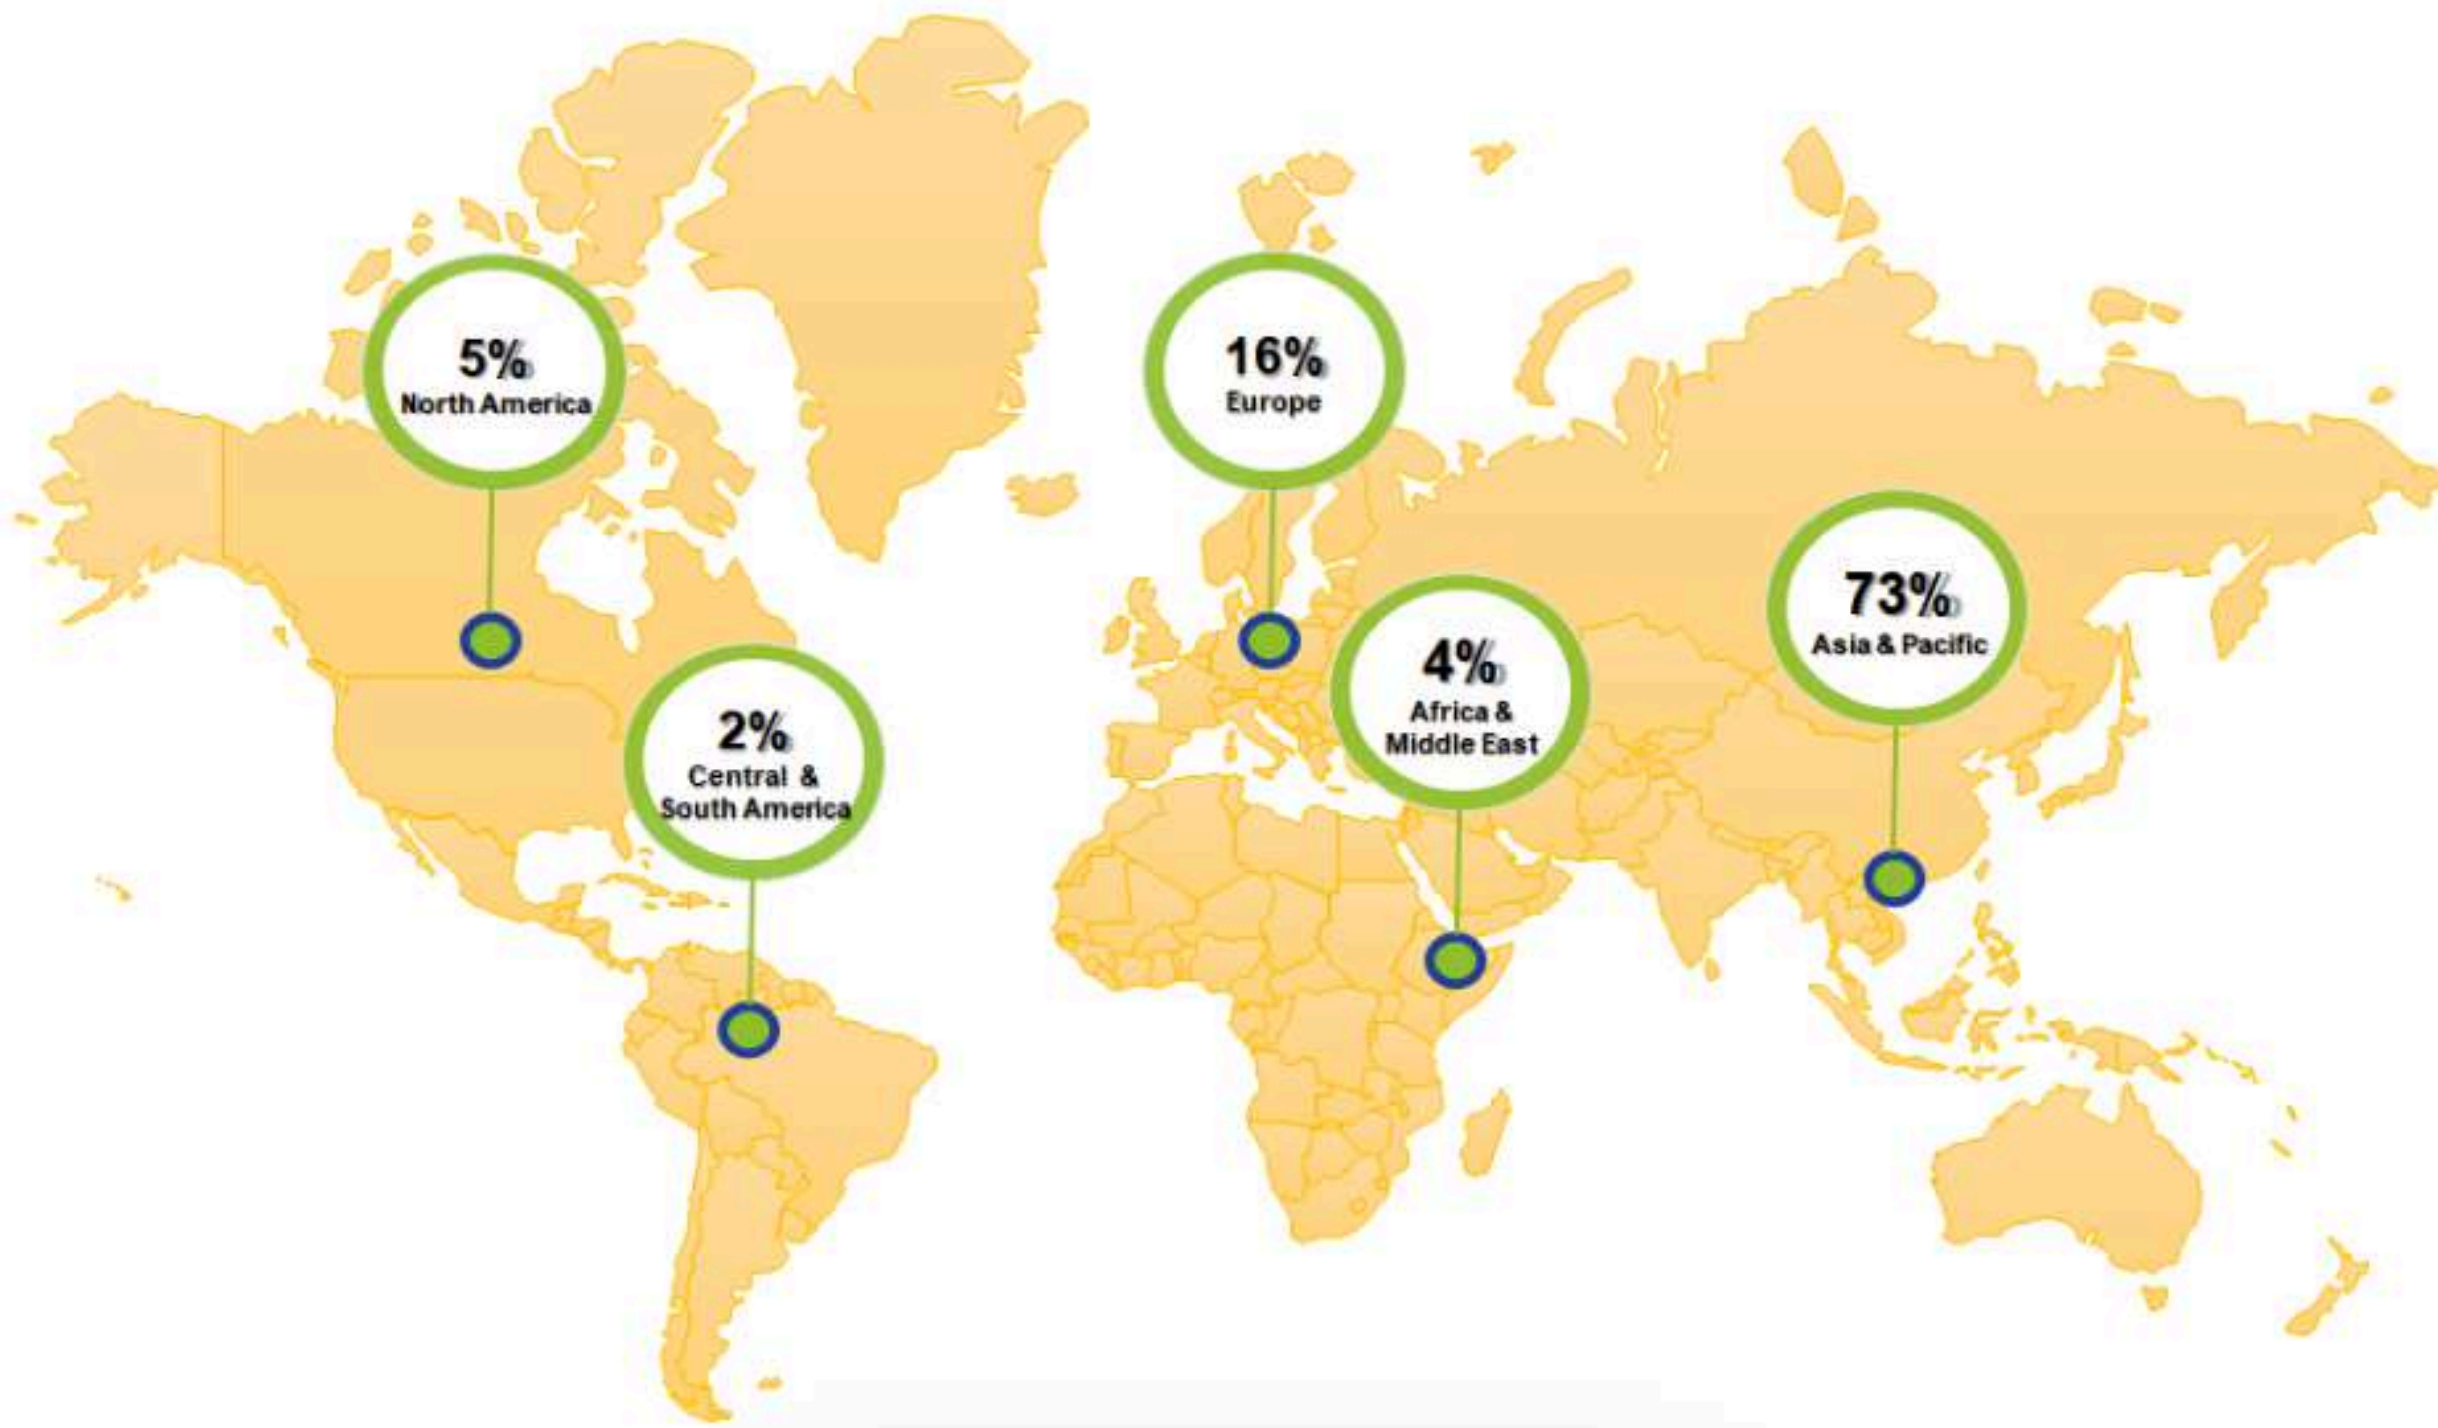 5%
North America
16%
Europe
73%
Asia & Pacific
4%
Africa &
Middle East
2%
Central &
South America